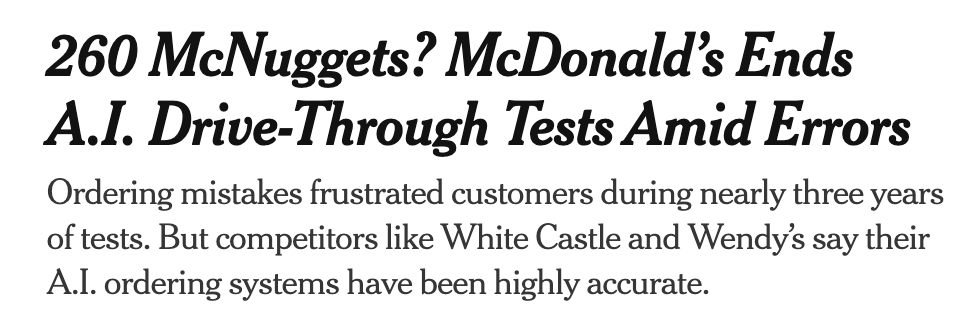 260 McNuggets? McDonald’s Ends
A.I. Drive-Through Tests Amid Errors
Ordering mistakes frustrated customers during nearly three years
of tests. But competitors like White Castle and Wendy’s say their
A.I. ordering systems have been highly accurate.